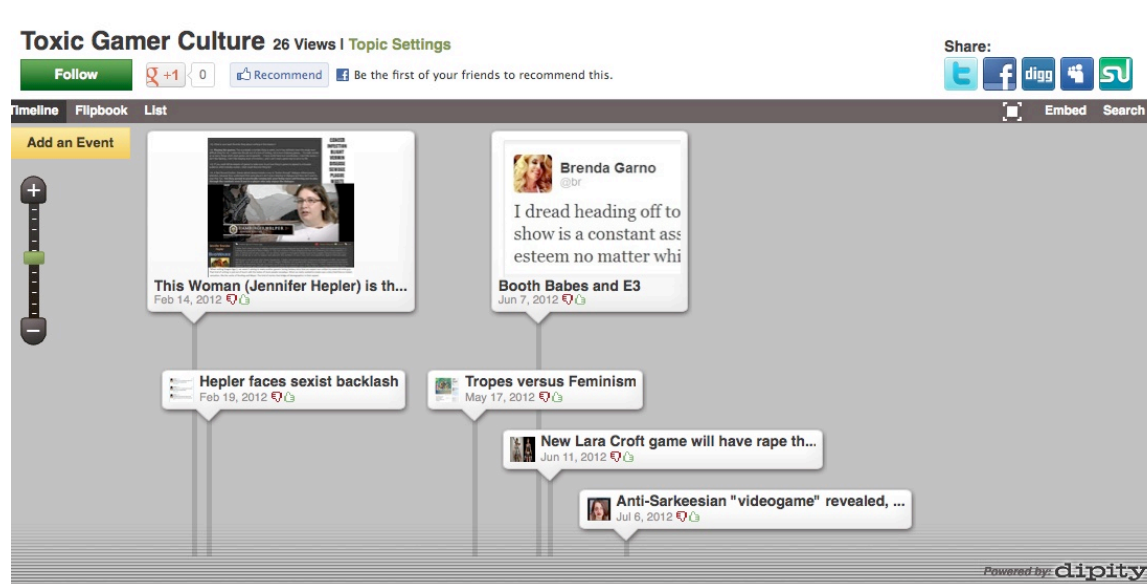 Toxic Gamer Culture 26 Views | Topic Settings
Share:
Follow
g +1 0
Recommend
f Be the first of your friends to recommend this.
digg
Timeline Flipbook List
Embed Search
Add an Event
This Woman (Jennifer Hepler) is th...
Feb 14, 2012
Brenda Garno
@br
I dread heading off to
show is a constant ass
esteem no matter whi
Booth Babes and E3
Jun 7, 2012
Hepler faces sexist backlash
Feb 19, 2012
Tropes versus Feminism
May 17, 2012
New Lara Croft game will have rape th...
Jun 11, 2012
Anti-Sarkeesian "videogame" revealed, ...
Jul 6, 2012
Powered by: dipity